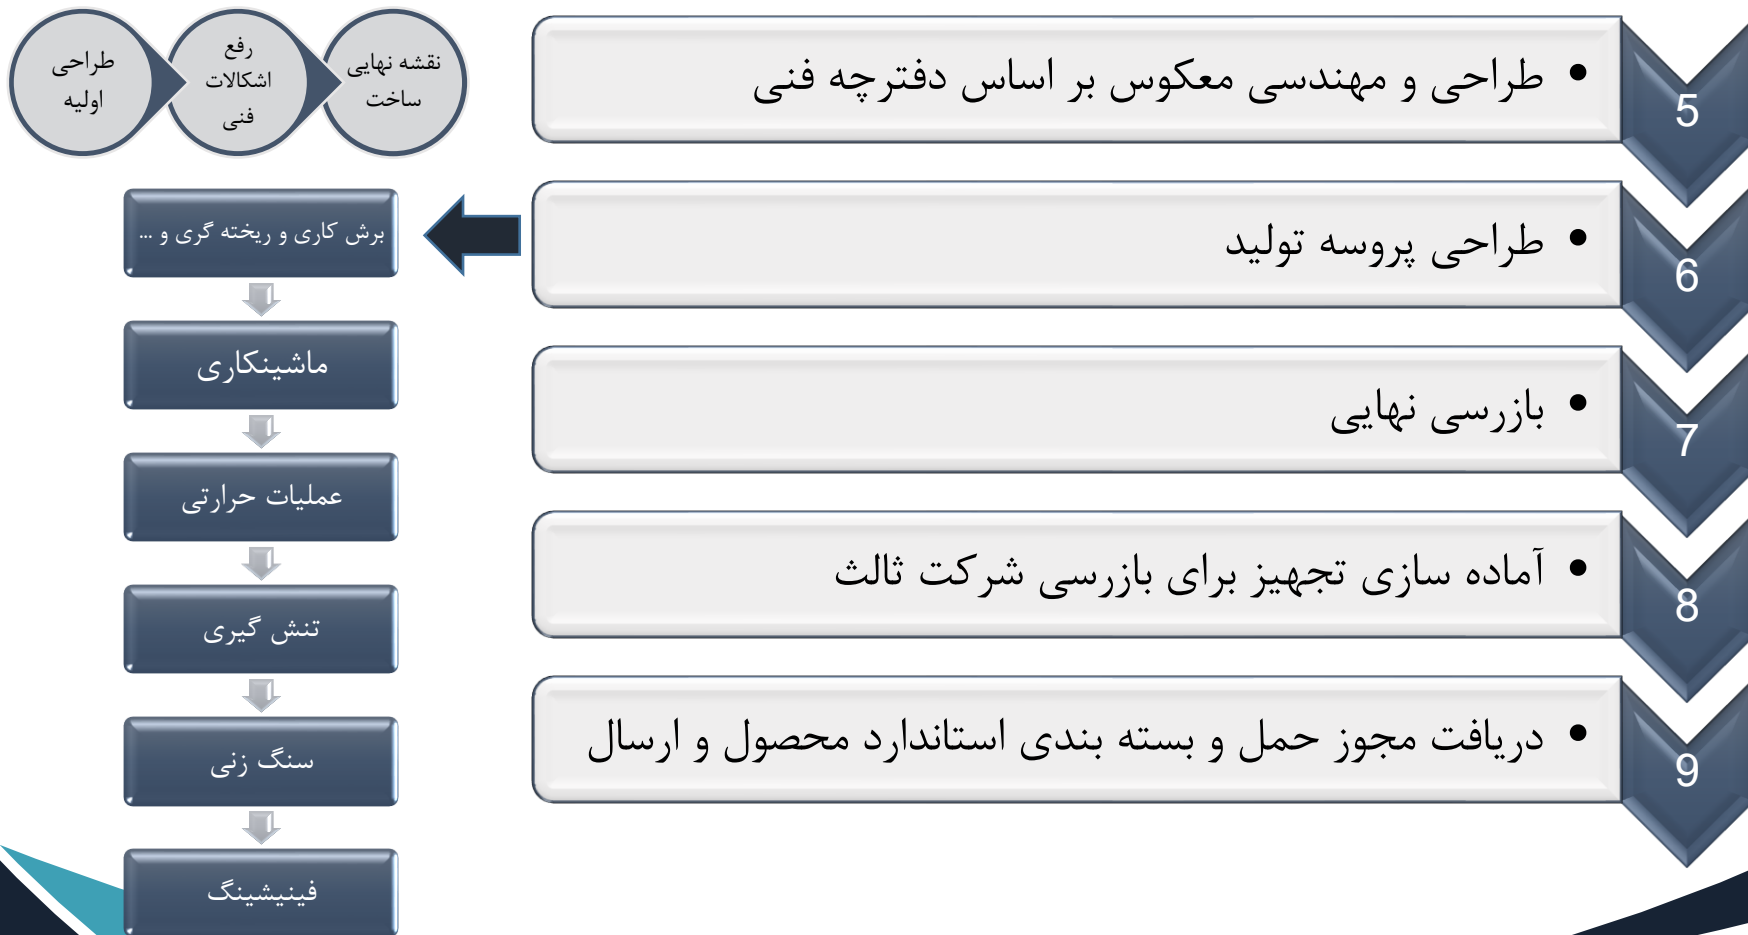 طراحی
اولیه
رفع
اشکالات
فنی
نقشه نهایی
ساخت
5
• طراحی و مهندسی معکوس بر اساس دفترچه فنی
6
• طراحی پروسه تولید
برش کاری و ریخته گری و ...
ماشینکاری
عملیات حرارتی
تنش گیری
سنگ زنی
فینیشینگ
7
• بازرسی نهایی
8
• آماده سازی تجهیز برای بازرسی شرکت ثالث
9
• دریافت مجوز حمل و بسته بندی استاندارد محصول و ارسال